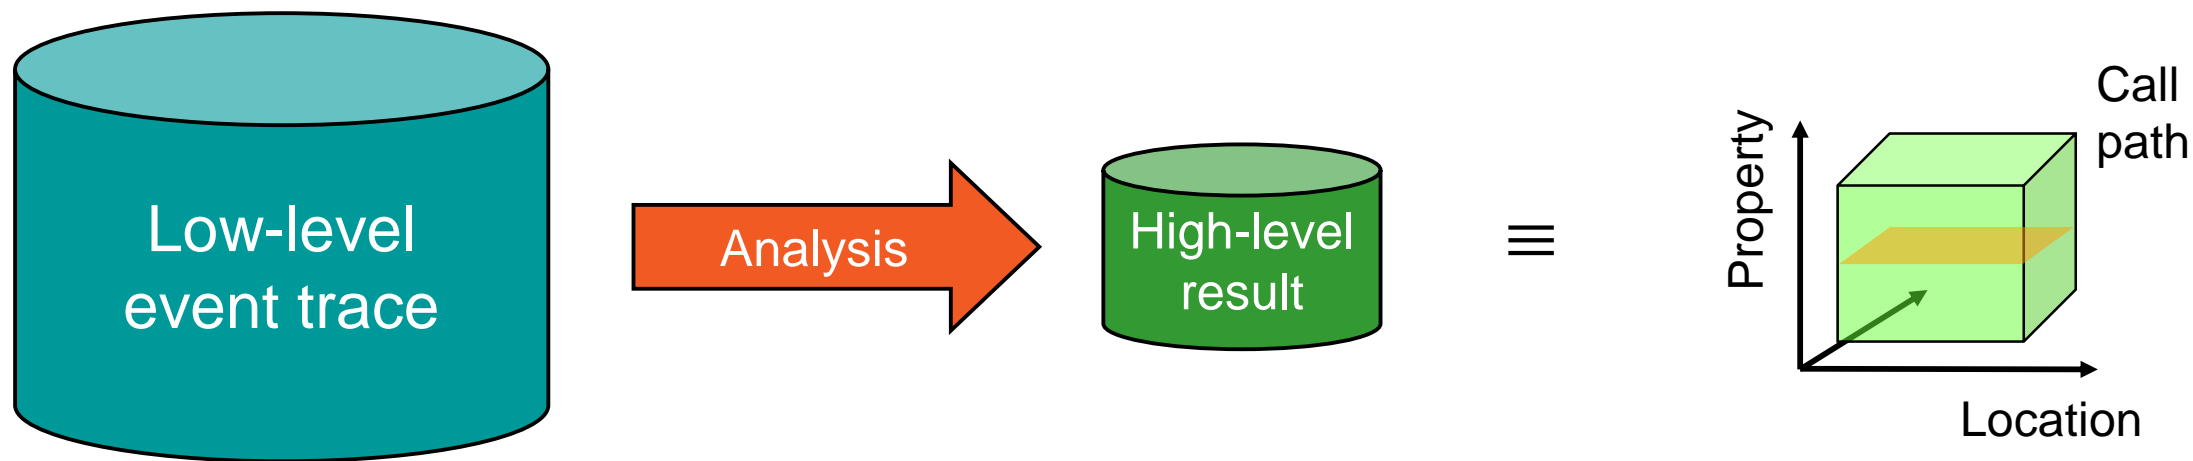 Low-level
event trace
Analysis
High-level
result
≡
Property
Call
path
Location